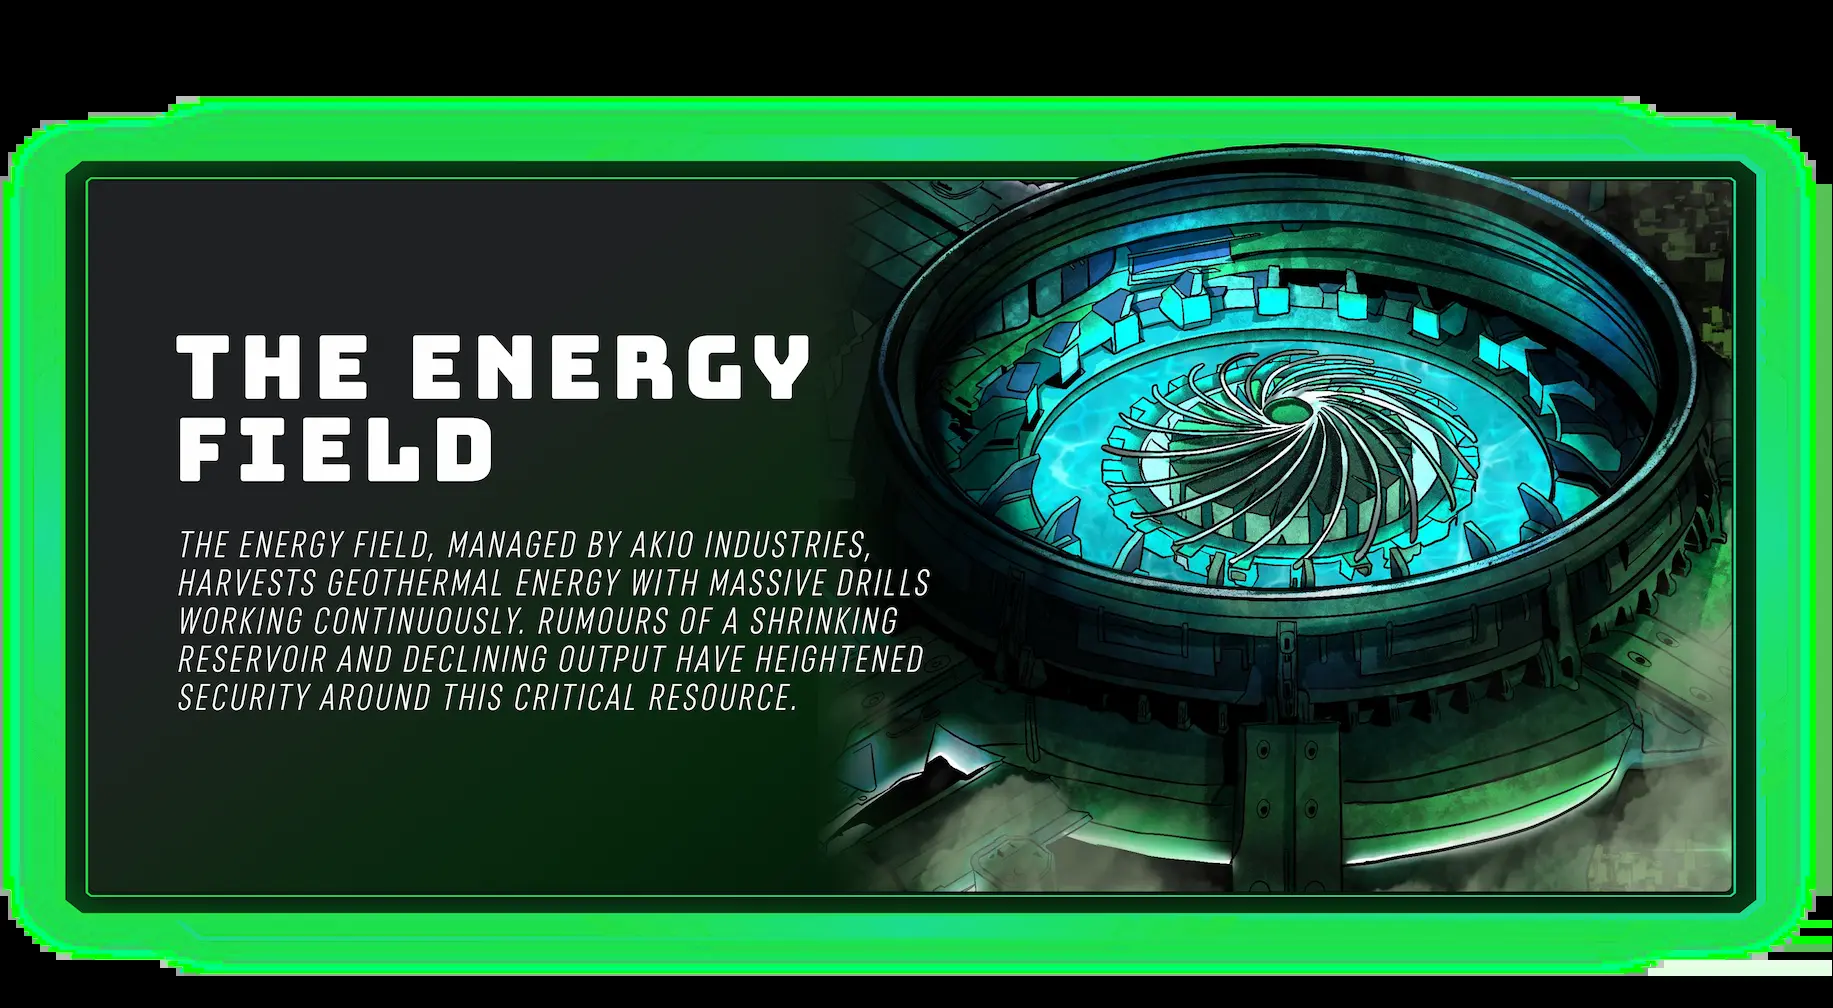 THE ENERGY
FIELD
THE ENERGY FIELD, MANAGED BY AKIO INDUSTRIES,
HARVESTS GEOTHERMAL ENERGY WITH MASSIVE DRILLS
WORKING CONTINUOUSLY. RUMOURS OF A SHRINKING
RESERVOIR AND DECLINING OUTPUT HAVE HEIGHTENED
SECURITY AROUND THIS CRITICAL RESOURCE.